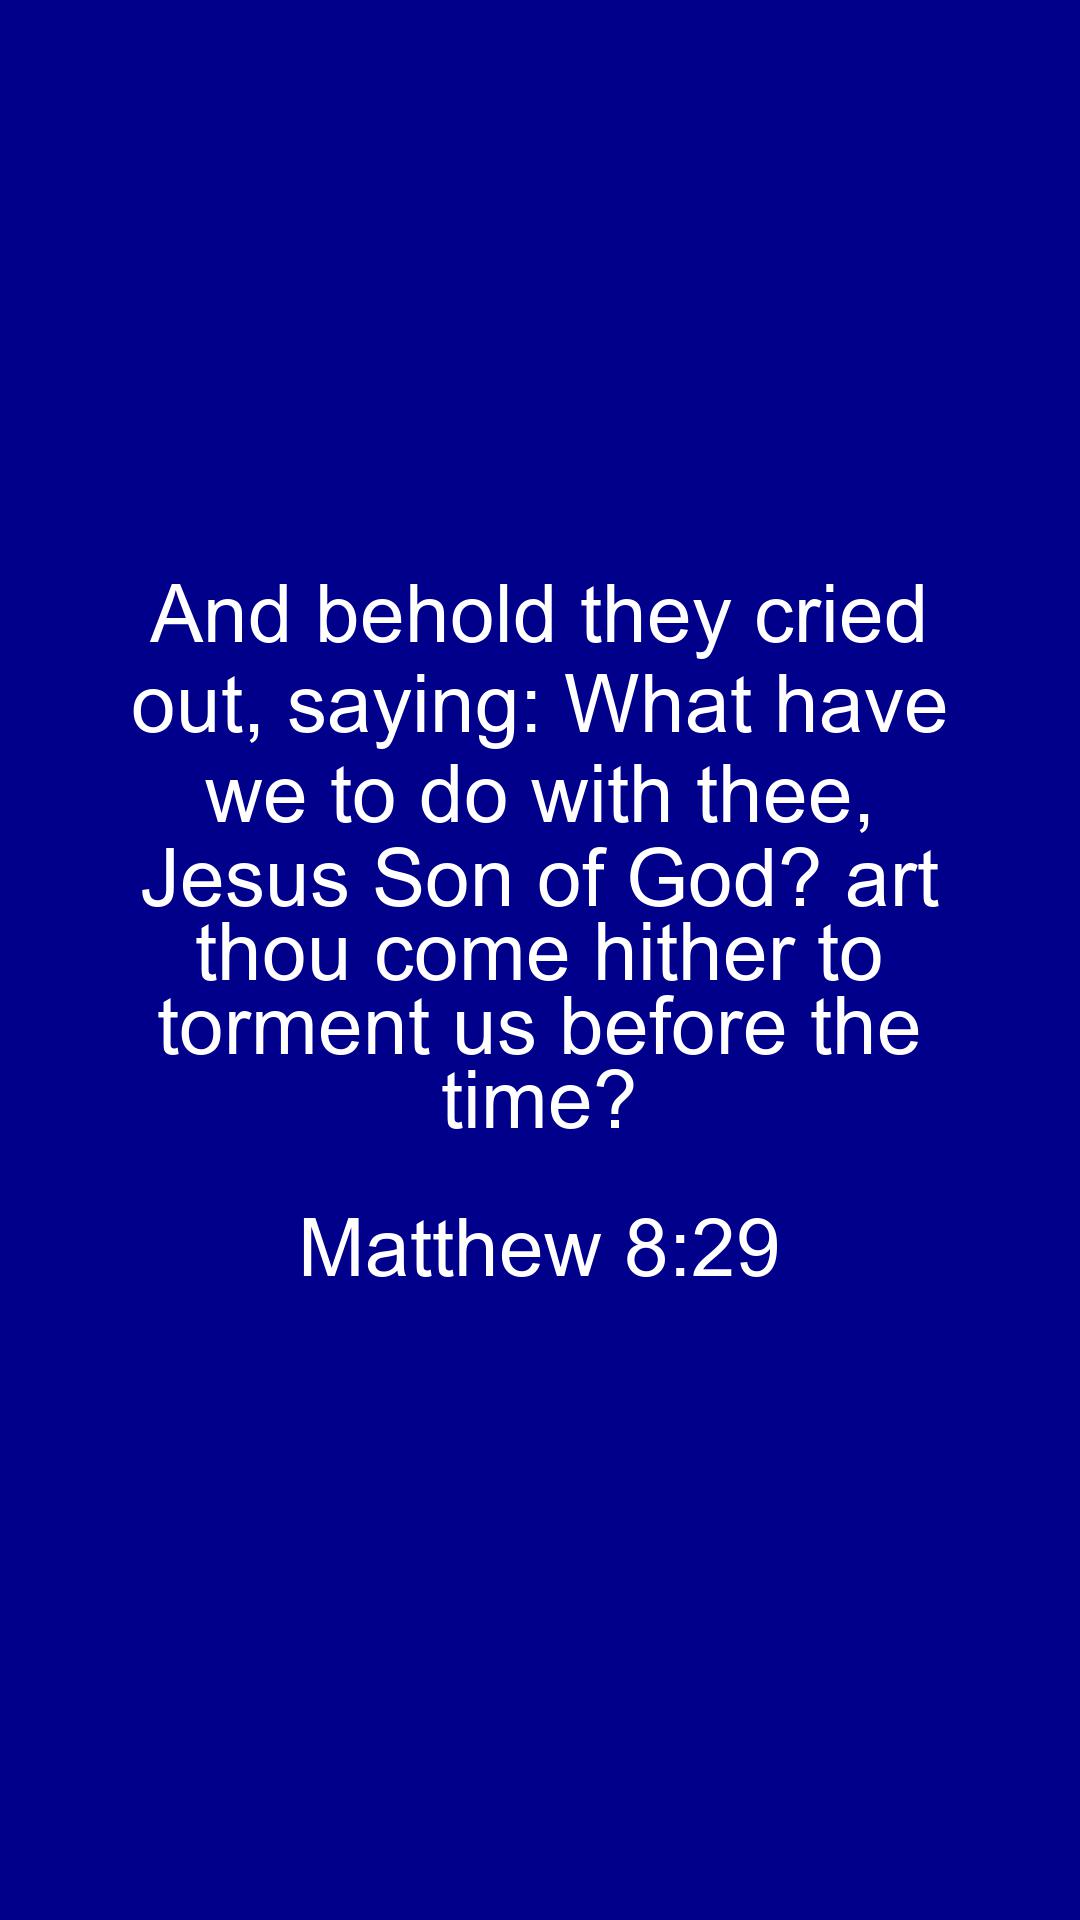 And behold they cried
out, saying: What have
we to do with thee,
Jesus Son of God? art
thou come hither to
torment us before the
time?
Matthew 8:29